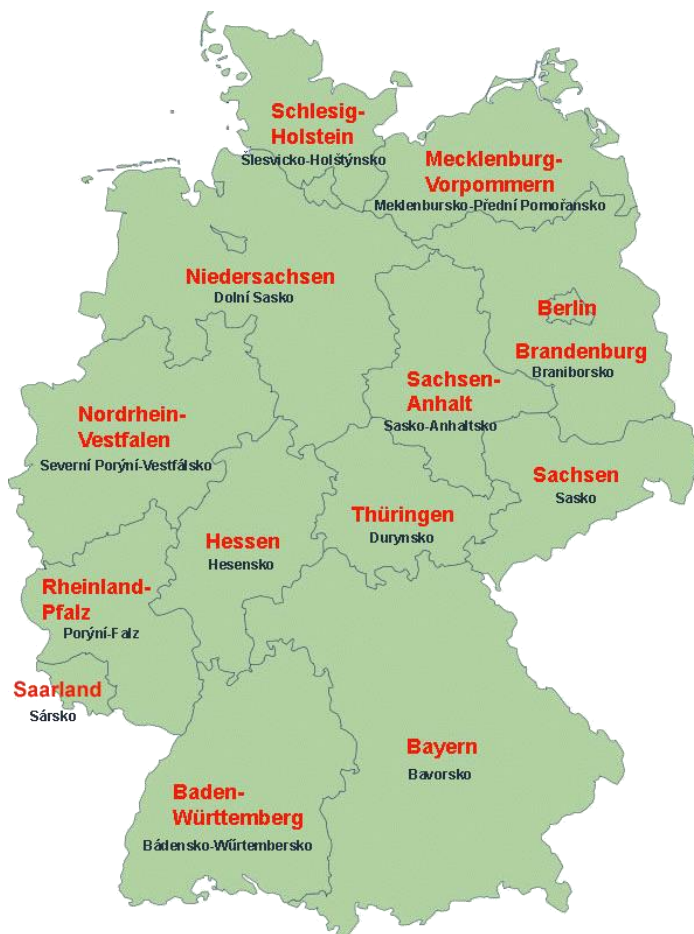 Schlesig-
Holstein
Šlesvicko-Holštýnsko
Mecklenburg-
Vorpommern
Meklenbursko-Přední Pomořansko
Niedersachsen
Dolní Sasko
Berlin
Brandenburg
Braniborsko
Sachsen-
Anhalt
Sasko-Anhaltsko
Nordrhein-
Vestfalen
Severní Porýní-Vestfálsko
Sachsen
Sasko
Thüringen
Durynsko
Hessen
Hesensko
Rheinland-
Pfalz
Porýní-Falz
Saarland
Sársko
Bayern
Bavorsko
Baden-
Württemberg
Bádensko-Wűrtembersko